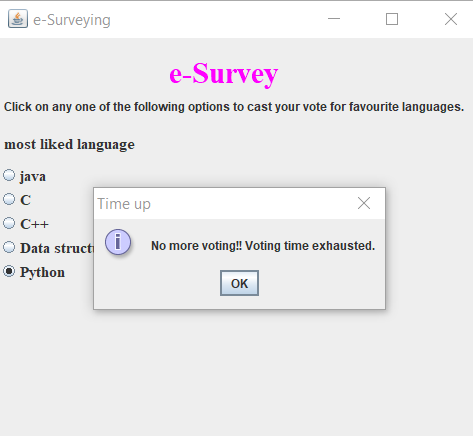 e-Surveying
e-Survey
Click on any one of the following options to cast your vote for favourite languages.
most liked language
java
C
C++
Data struct
Python
Time up
No more voting!! Voting time exhausted.
OK